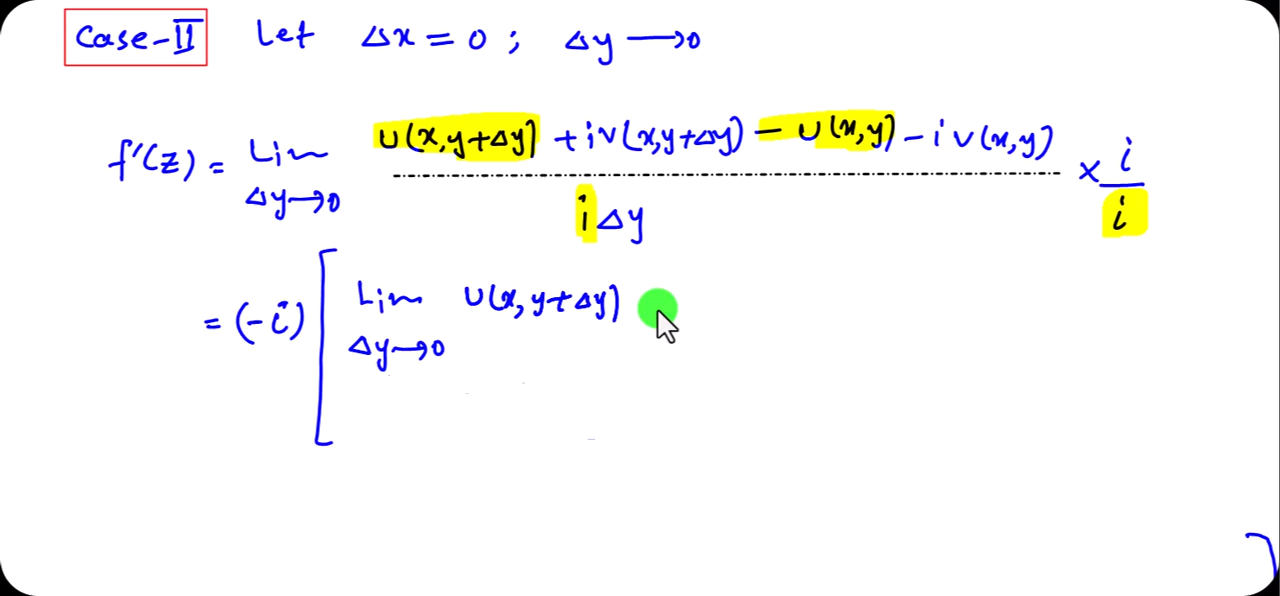 Case-II Let Δx = 0 ; Δy ⟶0
f'(z) = Lim Δy⟶0 U(x,y+Δy) + iV(x,y+Δy) - U(x,y) - iV(x,y) / iΔy × i/i
= (-i) [ Lim Δy⟶0 U(x, y+Δy)